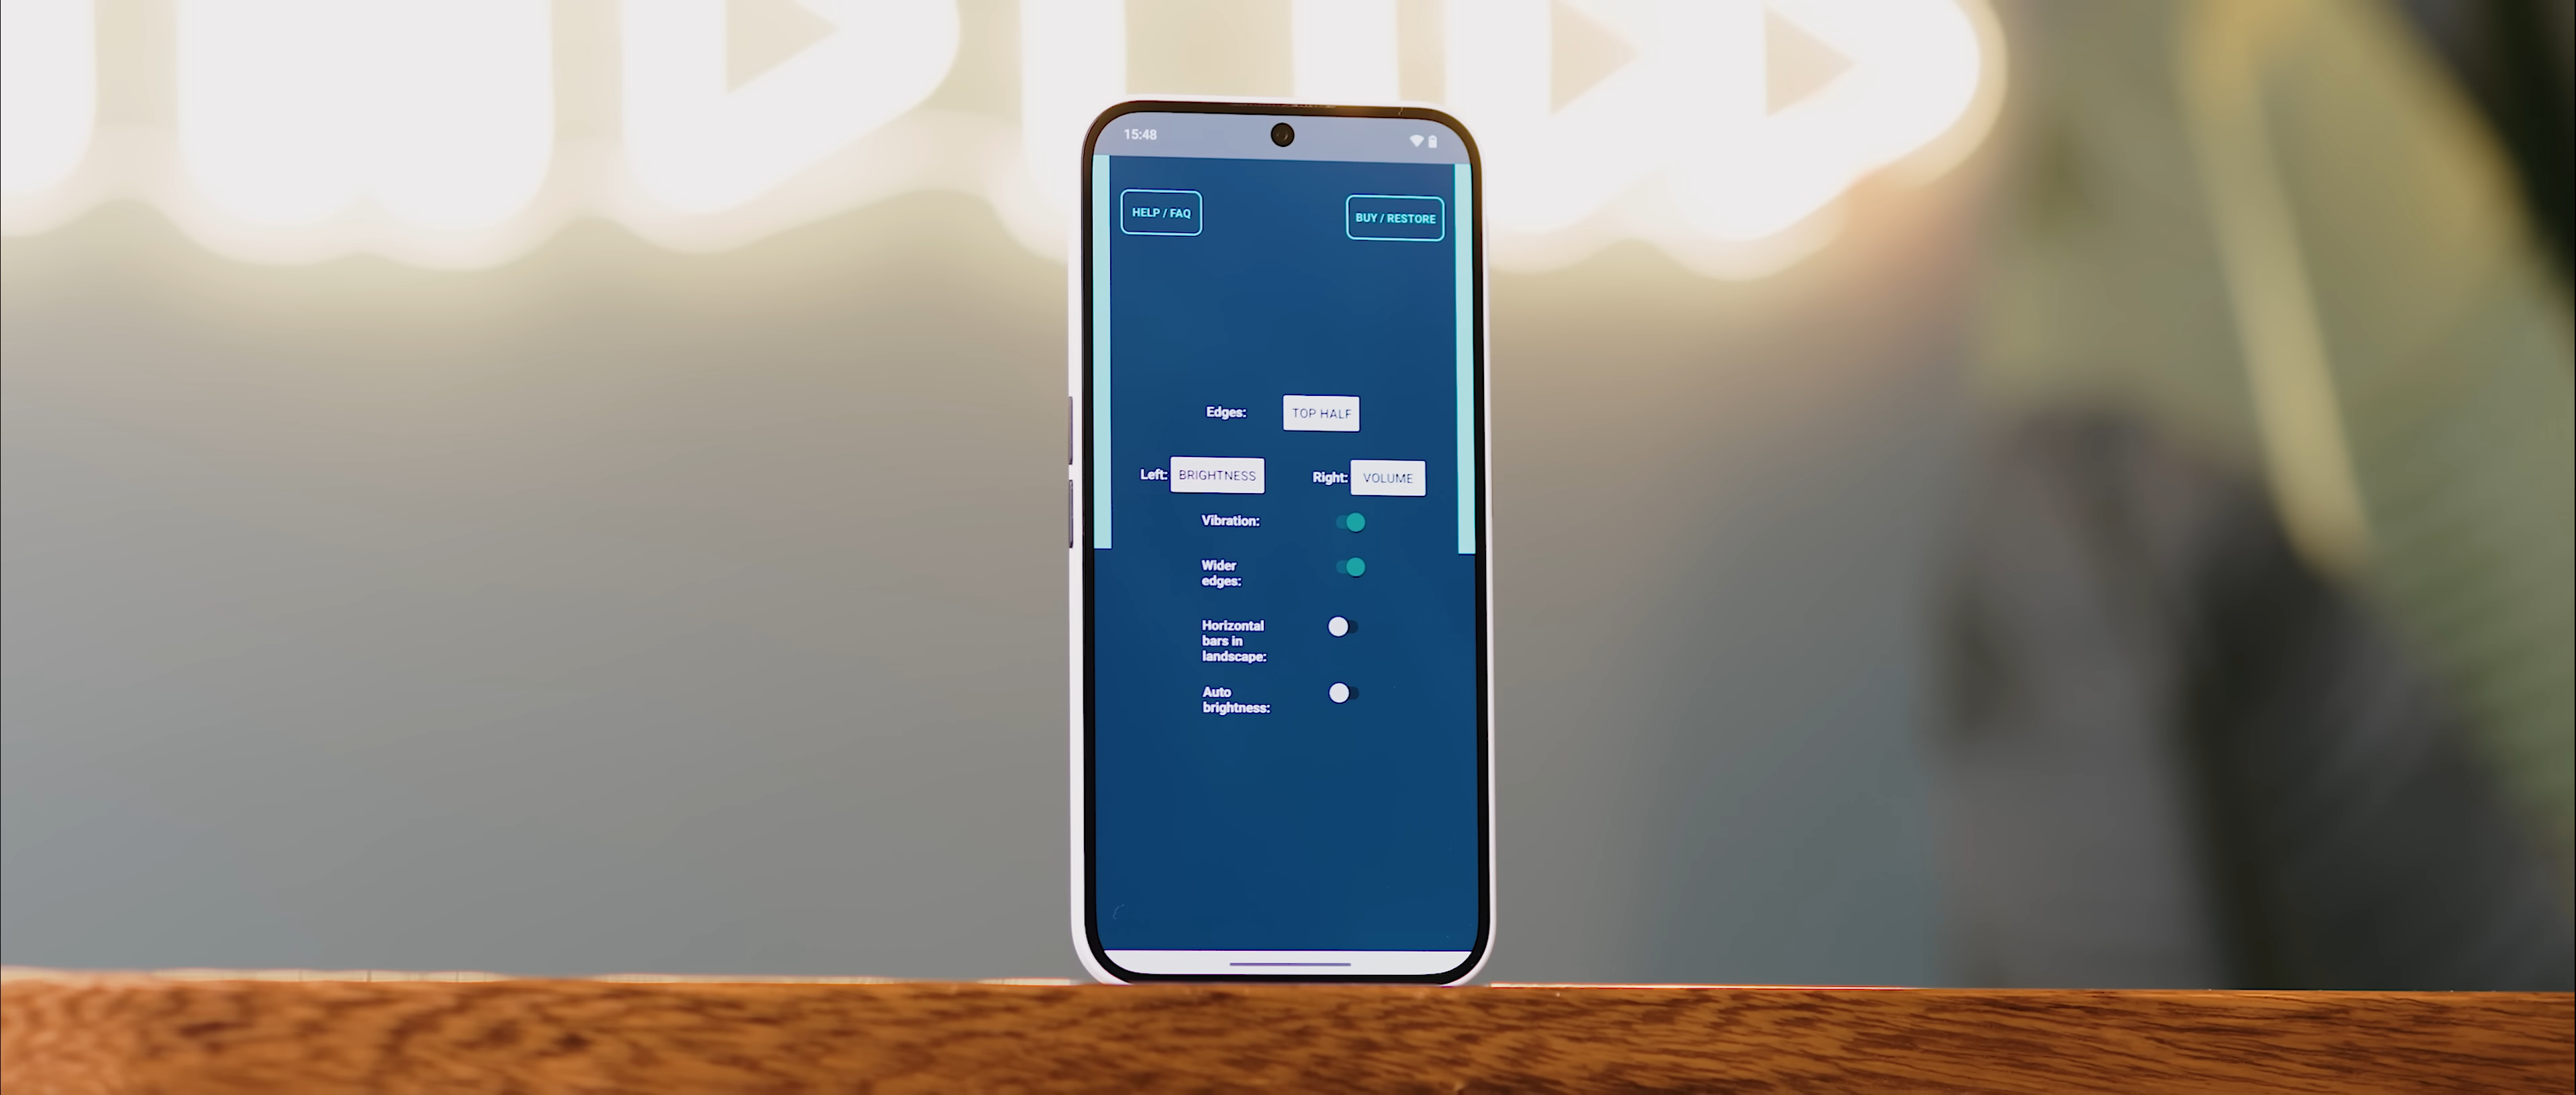 15:48
HELP / FAQ
BUY / RESTORE
Edges:
TOP HALF
Left:
BRIGHTNESS
Right:
VOLUME
Vibration:
Wider
edges:
Horizontal
bars in
landscape:
Auto
brightness: